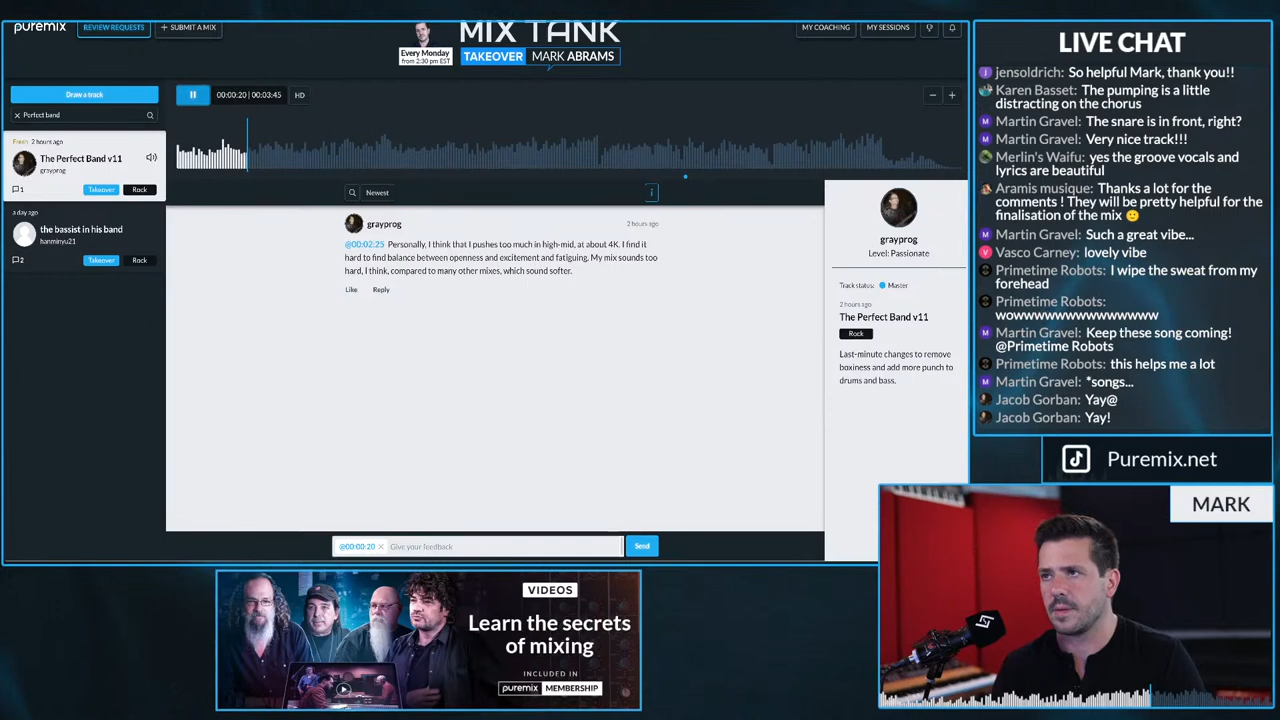 puremix
REVIEW REQUESTS
+ SUBMIT A MIX
Every Monday
from 2:30 pm EST
MIX TANK
TAKEOVER MARK ABRAMS
MY COACHING
MY SESSIONS
Draw a track
× Perfect band
00:00:20 | 00:03:45
HD
Fresh 2 hours ago
The Perfect Band v11
grayprog
1
Takeover
Rock
a day ago
the bassist in his band
hanminyu21
2
Takeover
Rock
Newest
i
grayprog
2 hours ago
@00:02:25 Personally, I think that I pushes too much in high-mid, at about 4K. I find it
hard to find balance between openness and excitement and fatiguing. My mix sounds too
hard, I think, compared to many other mixes, which sound softer.
Like
Reply
@00:00:20 × Give your feedback
Send
grayprog
Level: Passionate
Track status: Master
2 hours ago
The Perfect Band v11
Rock
Last-minute changes to remove
boxiness and add more punch to
drums and bass.
LIVE CHAT
J
jensoldrich: So helpful Mark, thank you!!
Karen Basset: The pumping is a little
distracting on the chorus
M
Martin Gravel: The snare is in front, right?
M
Martin Gravel: Very nice track!!!
Merlin's Waifu: yes the groove vocals and
lyrics are beautiful
Aramis musique: Thanks a lot for the
comments ! They will be pretty helpful for the
finalisation of the mix 🙂
M
Martin Gravel: Such a great vibe...
V
Vasco Carney: lovely vibe
Primetime Robots: I wipe the sweat from my
forehead
Primetime Robots:
wowwwwwwwwwwwwww
M
Martin Gravel: Keep these song coming!
@Primetime Robots
Primetime Robots: this helps me a lot
M
Martin Gravel: *songs...
Jacob Gorban: Yay@
Jacob Gorban: Yay!
Puremix.net
MARK
VIDEOS
Learn the secrets
of mixing
INCLUDED IN
puremix MEMBERSHIP